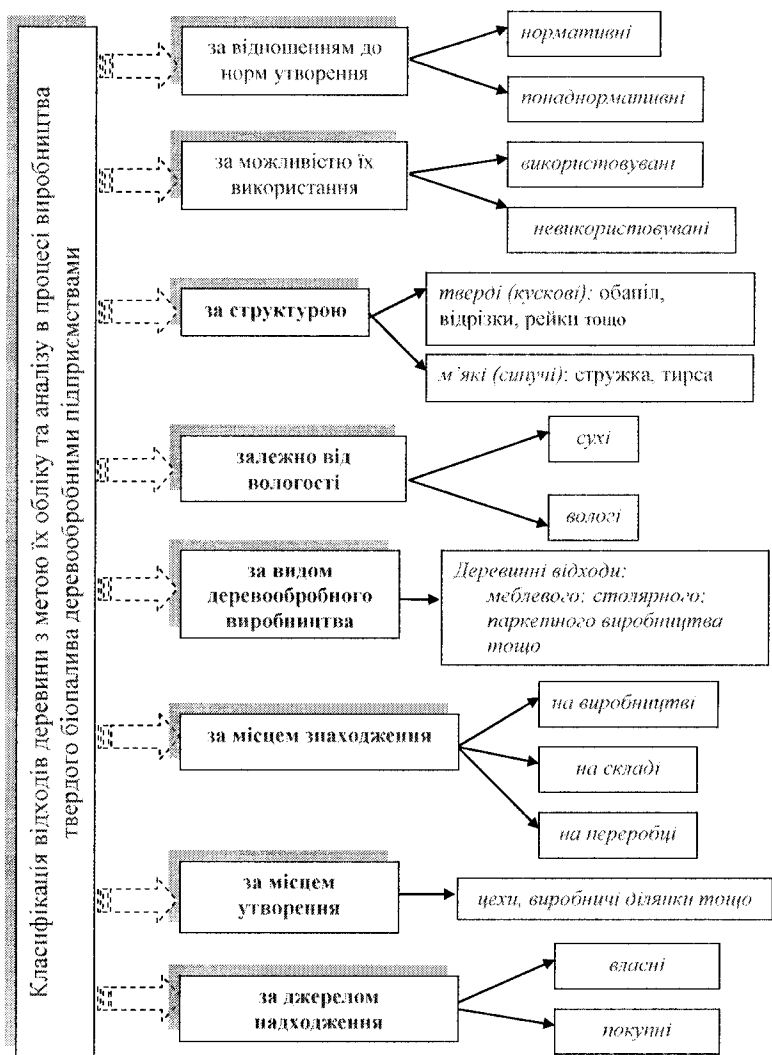 Класифікація відходів деревини з метою їх обліку та аналізу в процесі виробництва
твердого біопалива деревообробними підприємствами
за відношенням до
норм утворення
нормативні
понаднормативні
за можливістю їх
використання
використовувані
невикористовувані
за структурою
тверді (кускові): обапіл,
відрізки, рейки тощо
м’які (сипучі): стружка, тирса
залежно від
вологості
сухі
вологі
за видом
деревообробного
виробництва
Деревинні відходи:
меблевого; столярного;
паркетного виробництва
тощо
за місцем знаходження
на виробництві
на складі
на переробці
за місцем
утворення
цехи, виробничі ділянки тощо
за джерелом
надходження
власні
покупні